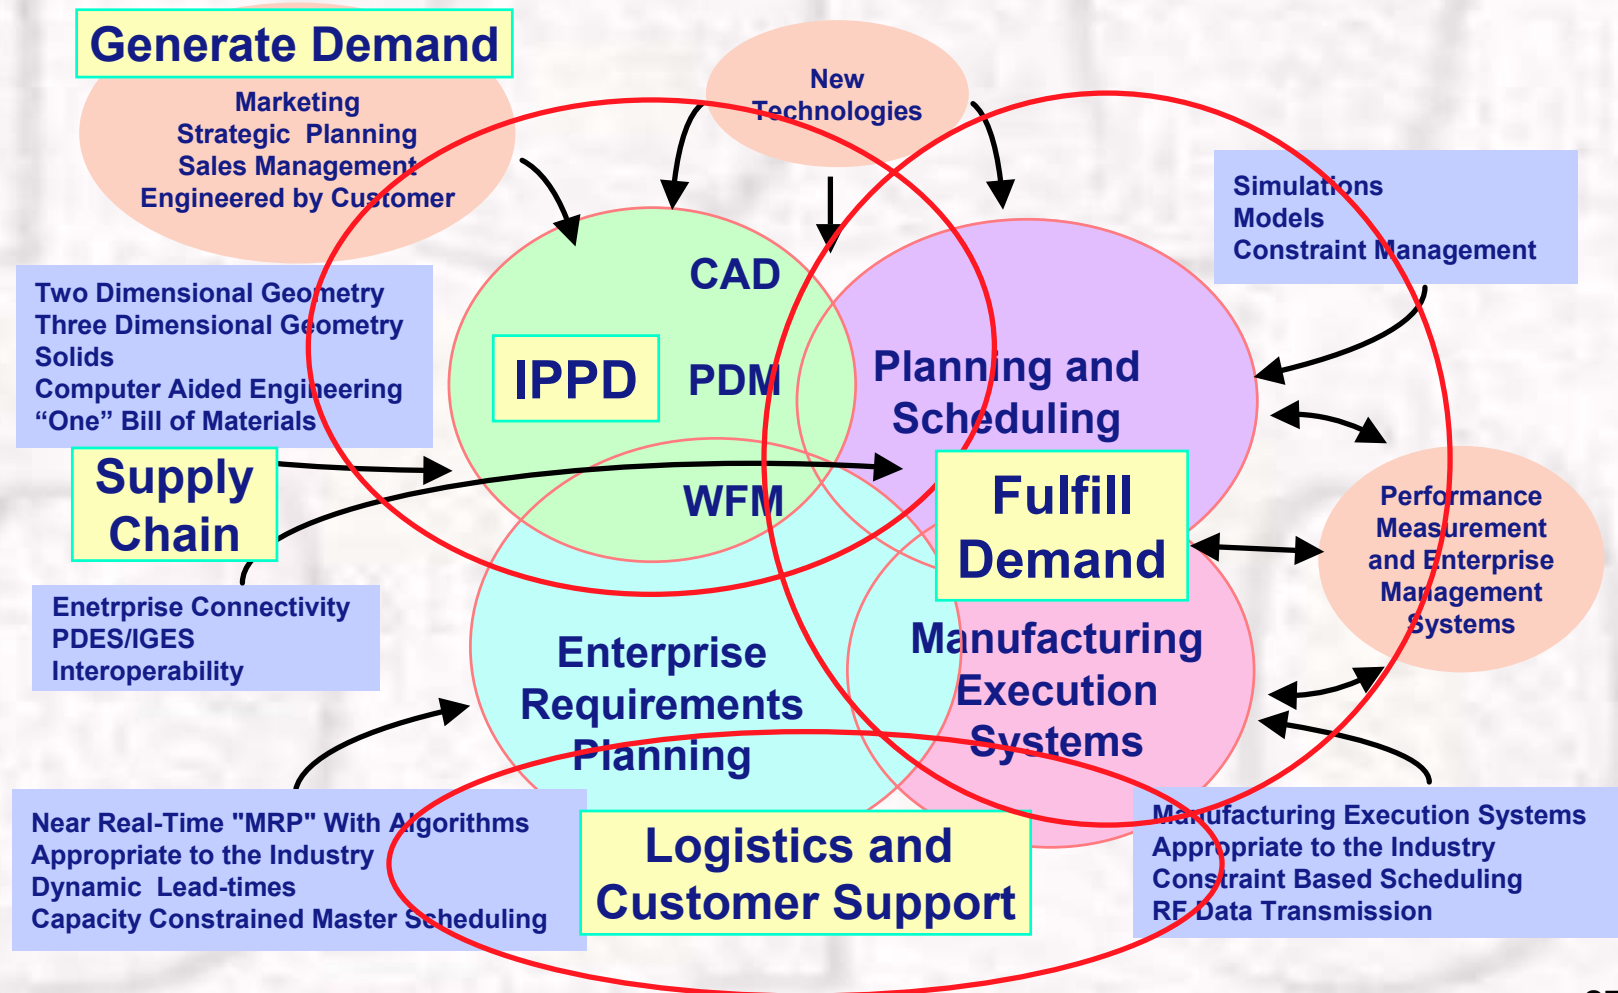 Generate Demand
Marketing
Strategic Planning
Sales Management
Engineered by Customer
New
Technologies
Simulations
Models
Constraint Management
Two Dimensional Geometry
Three Dimensional Geometry
Solids
Computer Aided Engineering
“One” Bill of Materials
CAD
IPPD
PDM
WFM
Planning and
Scheduling
Supply
Chain
Fulfill
Demand
Performance
Measurement
and Enterprise
Management
Systems
Enetrprise Connectivity
PDES/IGES
Interoperability
Enterprise
Requirements
Planning
Manufacturing
Execution
Systems
Near Real-Time "MRP" With Algorithms
Appropriate to the Industry
Dynamic Lead-times
Capacity Constrained Master Scheduling
Logistics and
Customer Support
Manufacturing Execution Systems
Appropriate to the Industry
Constraint Based Scheduling
RF Data Transmission